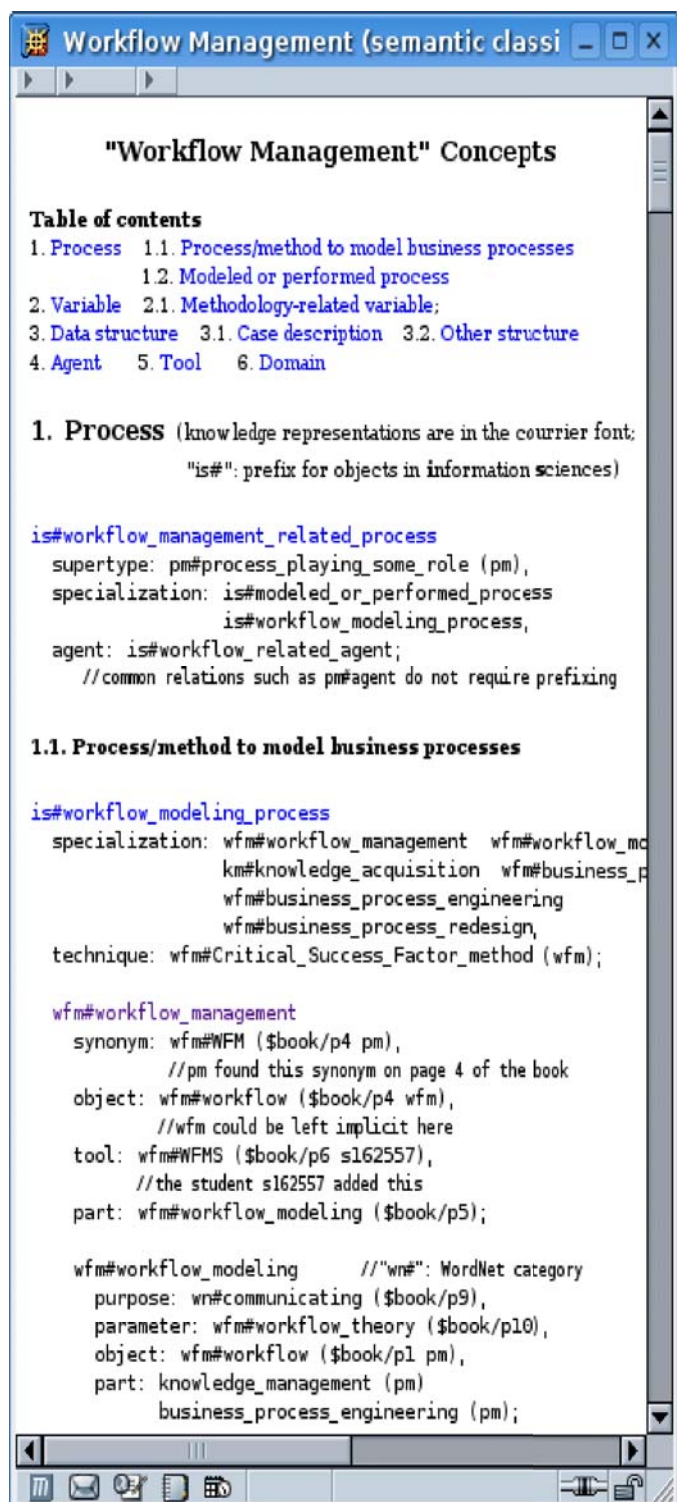 Workflow Management (semantic classi
"Workflow Management" Concepts
Table of contents
1. Process 1.1. Process/method to model business processes
1.2. Modeled or performed process
2. Variable 2.1. Methodology-related variable;
3. Data structure 3.1. Case description 3.2. Other structure
4. Agent 5. Tool 6. Domain
1. Process (knowledge representations are in the courrier font;
"is#": prefix for objects in information sciences)
is#workflow_management_related_process
supertype: pm#process_playing_some_role (pm),
specialization: is#modeled_or_performed_process
is#workflow_modeling_process,
agent: is#workflow_related_agent;
//common relations such as pm#agent do not require prefixing
1.1. Process/method to model business processes
is#workflow_modeling_process
specialization: wfm#workflow_management wfm#workflow_mo
km#knowledge_acquisition wfm#business_p
wfm#business_process_engineering
wfm#business_process_redesign,
technique: wfm#Critical_Success_Factor_method (wfm);
wfm#workflow_management
synonym: wfm#WFM ($book/p4 pm),
//pm found this synonym on page 4 of the book
object: wfm#workflow ($book/p4 wfm),
//wfm could be left implicit here
tool: wfm#WFMS ($book/p6 s162557),
//the student s162557 added this
part: wfm#workflow_modeling ($book/p5);
wfm#workflow_modeling //"wn#": WordNet category
purpose: wn#communicating ($book/p9),
parameter: wfm#workflow_theory ($book/p10),
object: wfm#workflow ($book/p1 pm),
part: knowledge_management (pm)
business_process_engineering (pm);